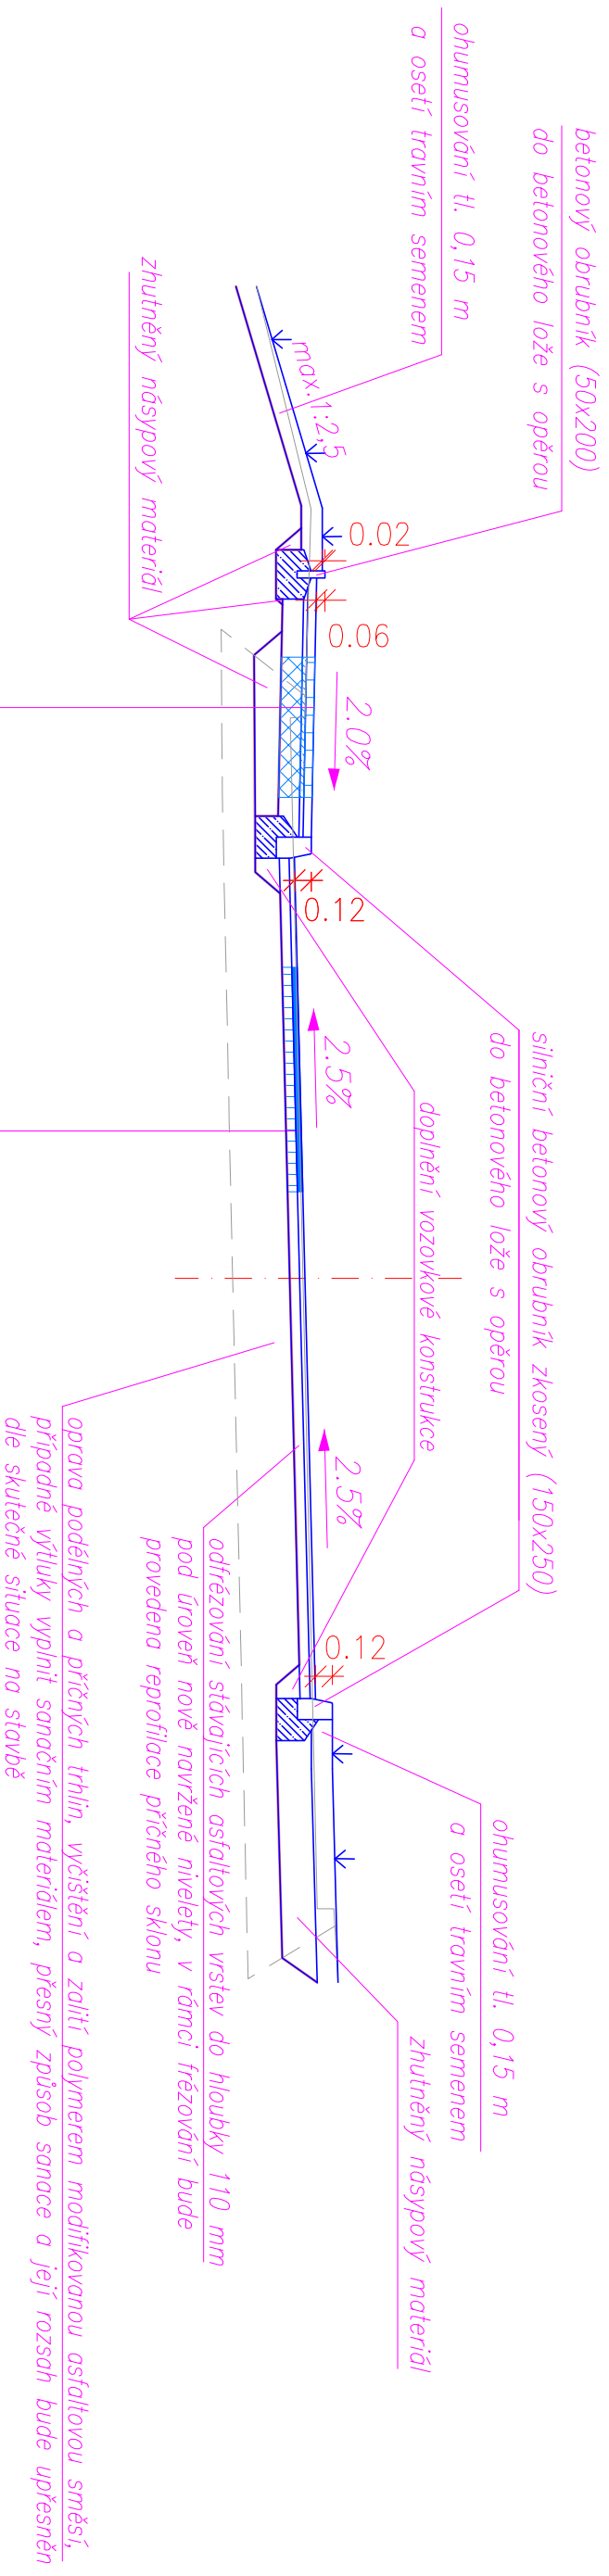 betonový obrubník (50x200)
do betonového lože s opěrou
ohumusování tl. 0,15 m
a osetí travním semenem
max.1:2,5
zhutněný násypový materiál
0.02
0.06
2.0%
0.12
silniční betonový obrubník zkosený (150x250)
do betonového lože s opěrou
doplnění vozovkové konstrukce
2.5%
2.5%
0.12
ohumusování tl. 0,15 m
a osetí travním semenem
zhutněný násypový materiál
odfrézování stávajících asfaltových vrstev do hloubky 110 mm
pod úroveň nově navržené nivelety, v rámci frézování bude
provedena reprofilace příčného sklonu
oprava podélných a příčných trhlin, vyčištění a zalití polymerem modifikovanou asfaltovou směsí,
případné výtluky vyplnit sanačním materiálem, přesný způsob sanace a její rozsah bude upřesněn
dle skutečné situace na stavbě